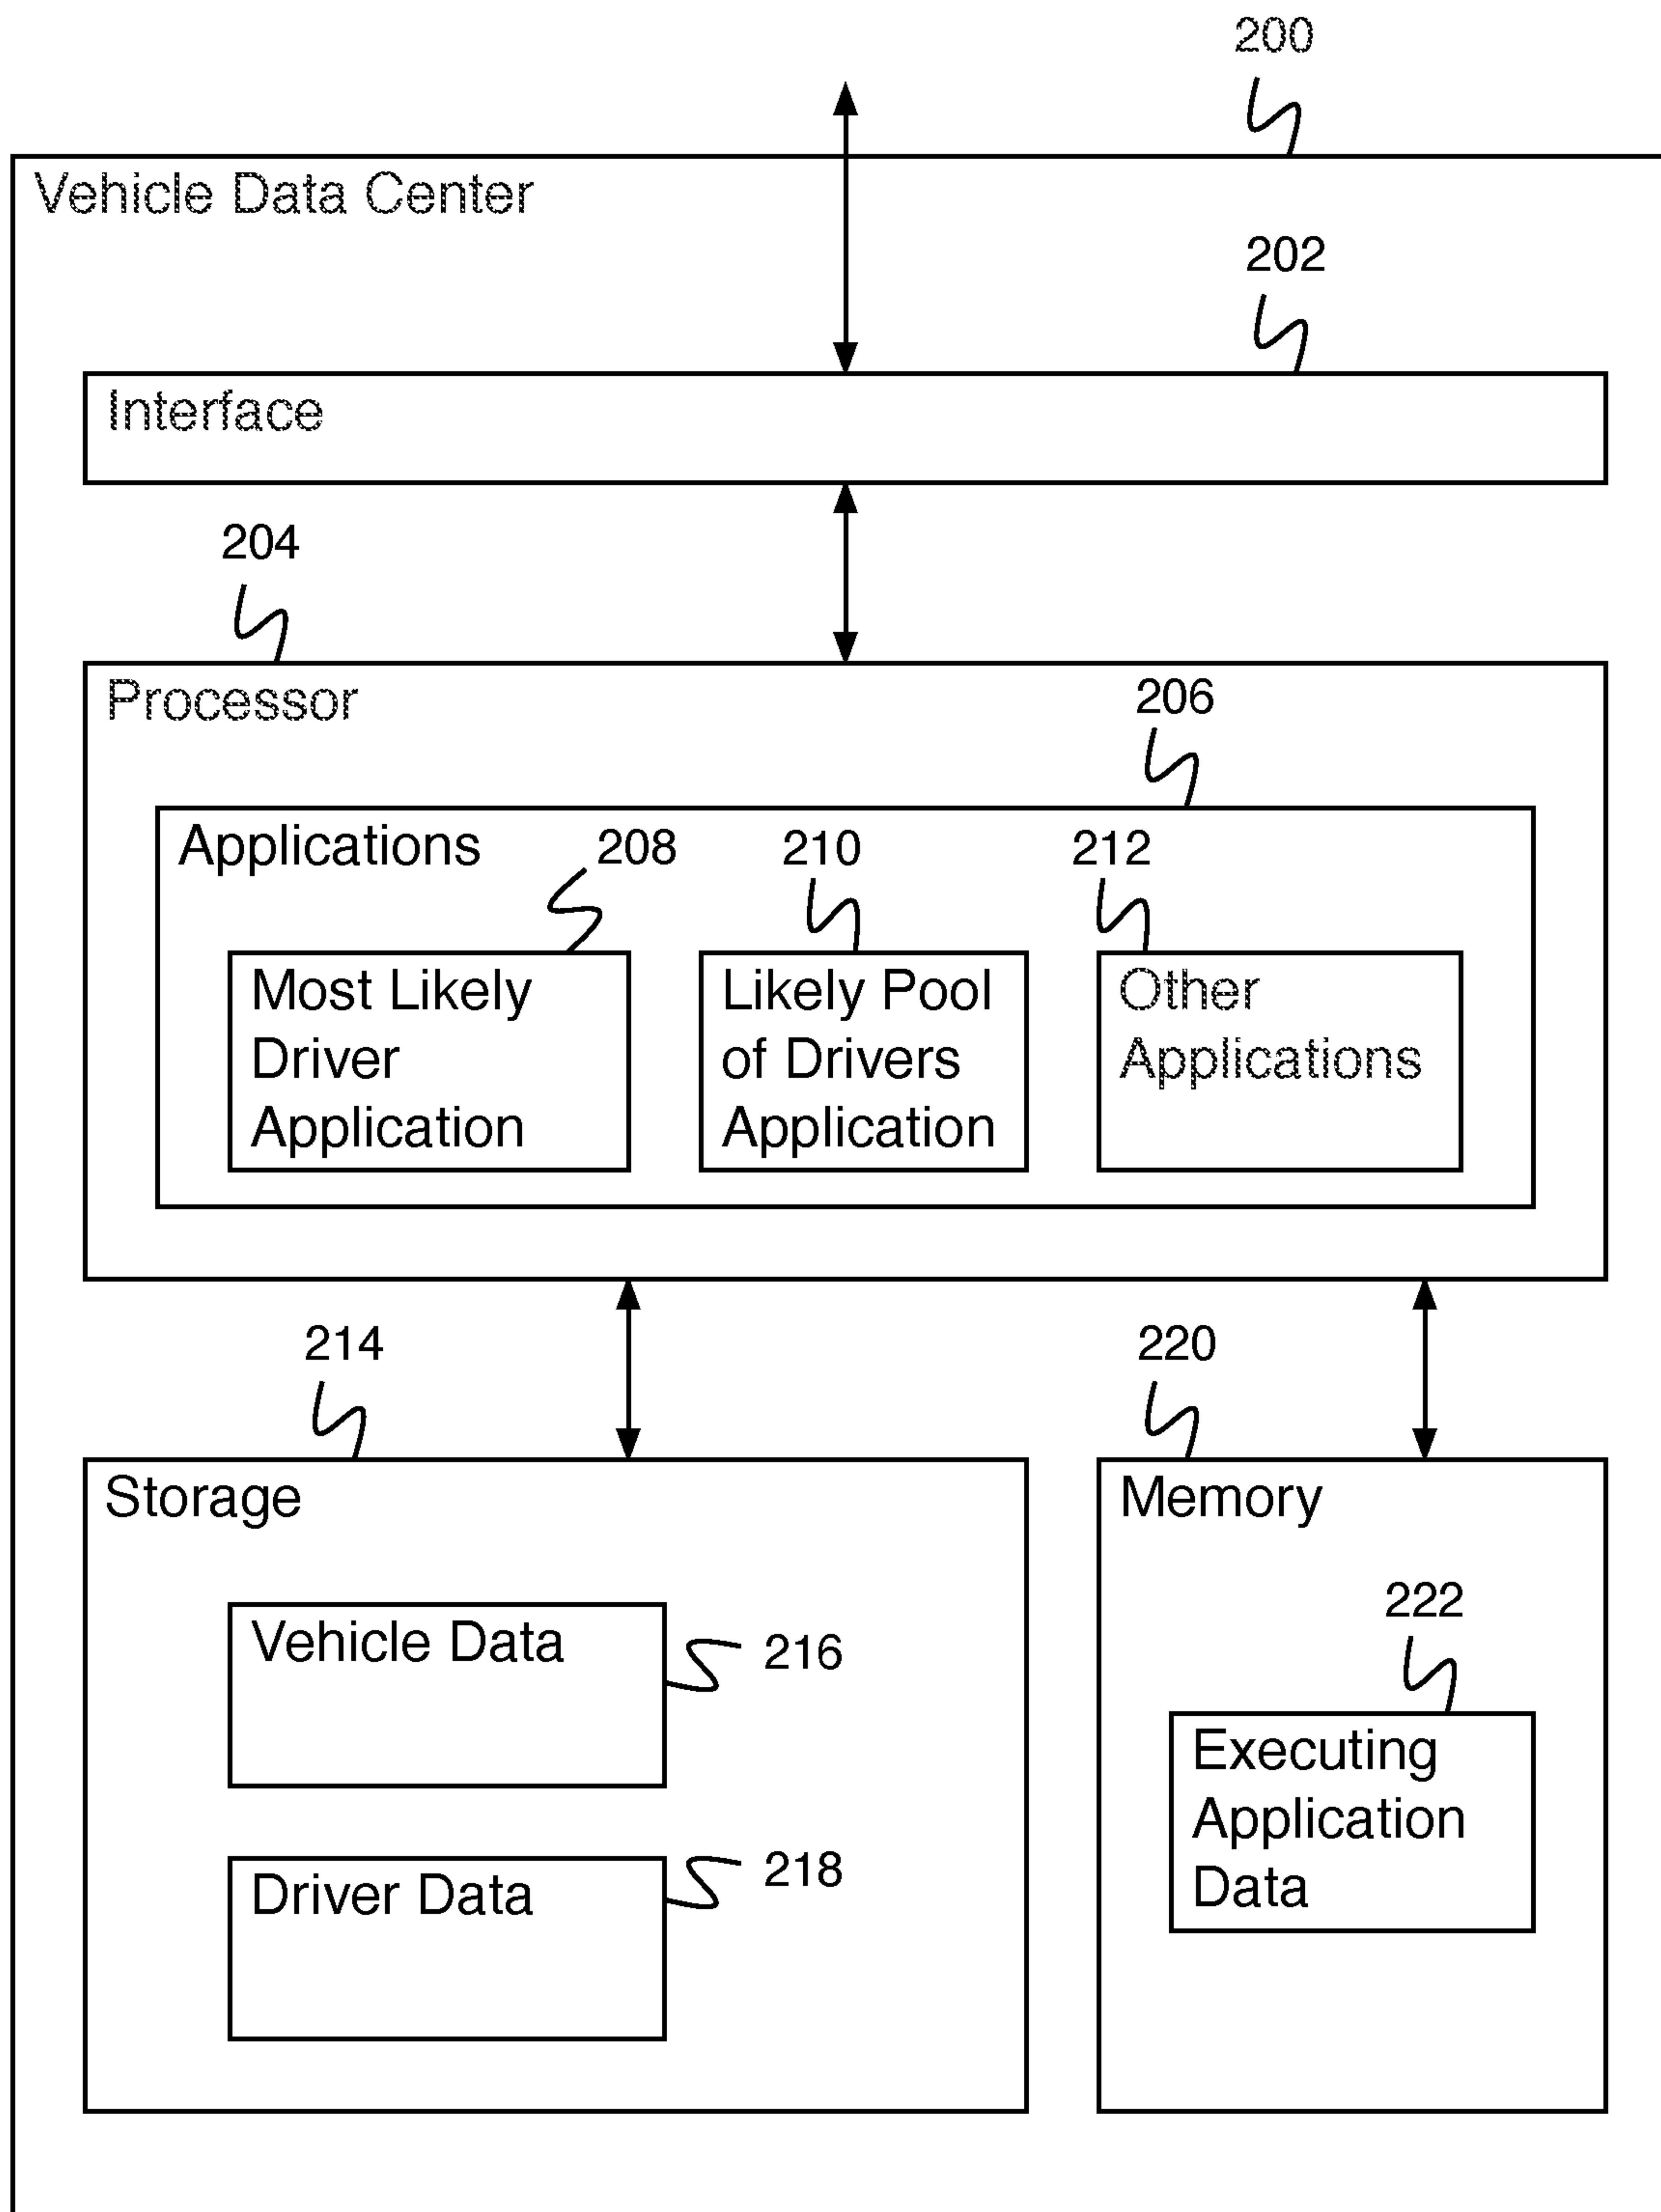 200
Vehicle Data Center
202
Interface
204
Processor
206
Applications
208
210
212
Most Likely
Driver
Application
Likely Pool
of Drivers
Application
Other
Applications
214
220
Storage
Memory
Vehicle Data
216
222
Executing
Application
Data
Driver Data
218